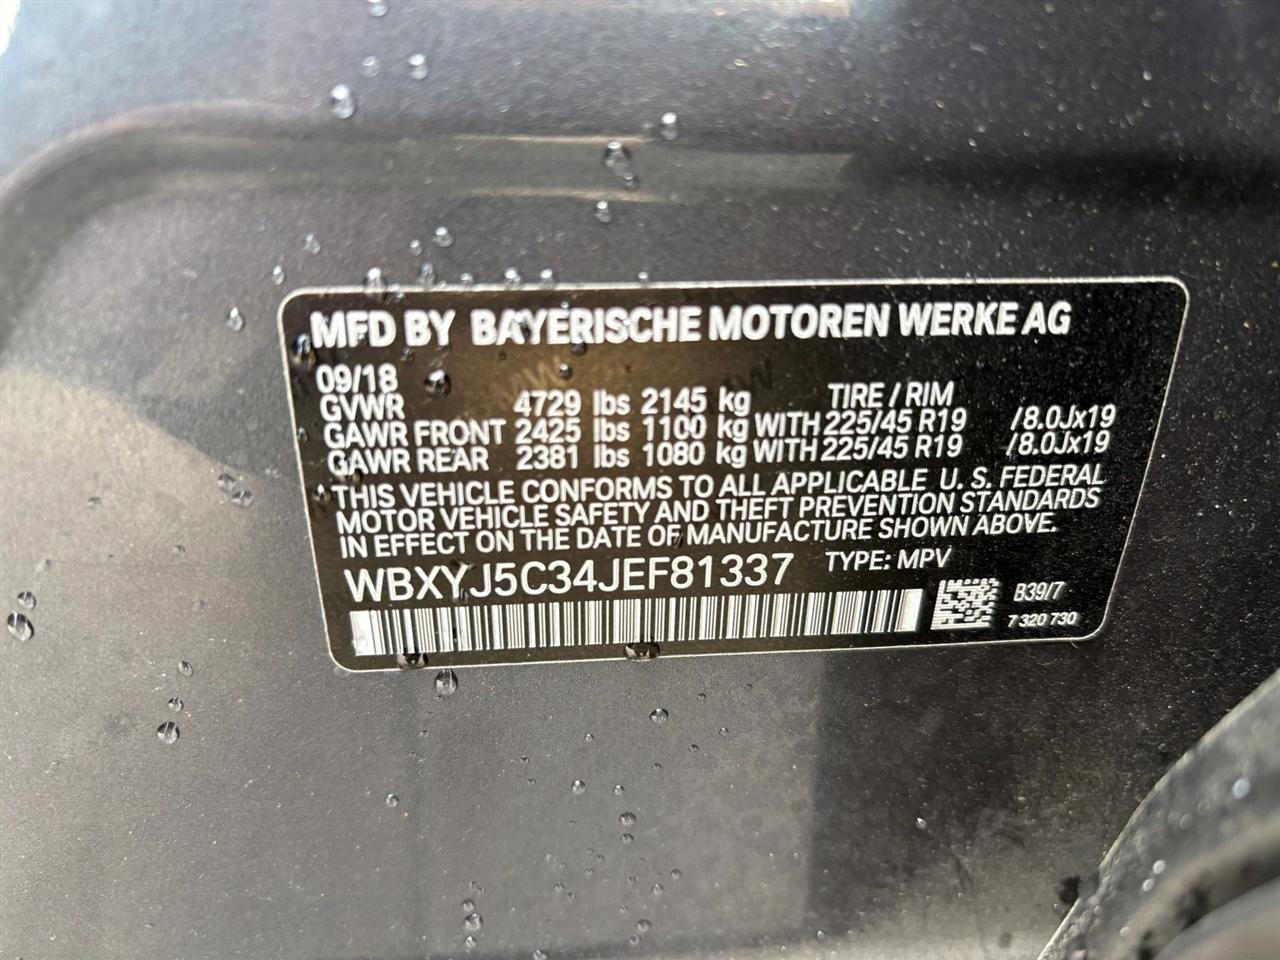 MFD BY BAYERISCHE MOTOREN WERKE AG
09/18
GVWR 4729 lbs 2145 kg TIRE / RIM
GAWR FRONT 2425 lbs 1100 kg WITH 225/45 R19 /8.0Jx19
GAWR REAR 2381 lbs 1080 kg WITH 225/45 R19 /8.0Jx19
THIS VEHICLE CONFORMS TO ALL APPLICABLE U. S. FEDERAL
MOTOR VEHICLE SAFETY AND THEFT PREVENTION STANDARDS
IN EFFECT ON THE DATE OF MANUFACTURE SHOWN ABOVE.
WBXYJ5C34JEF81337 TYPE: MPV
B39/7
7 320 730